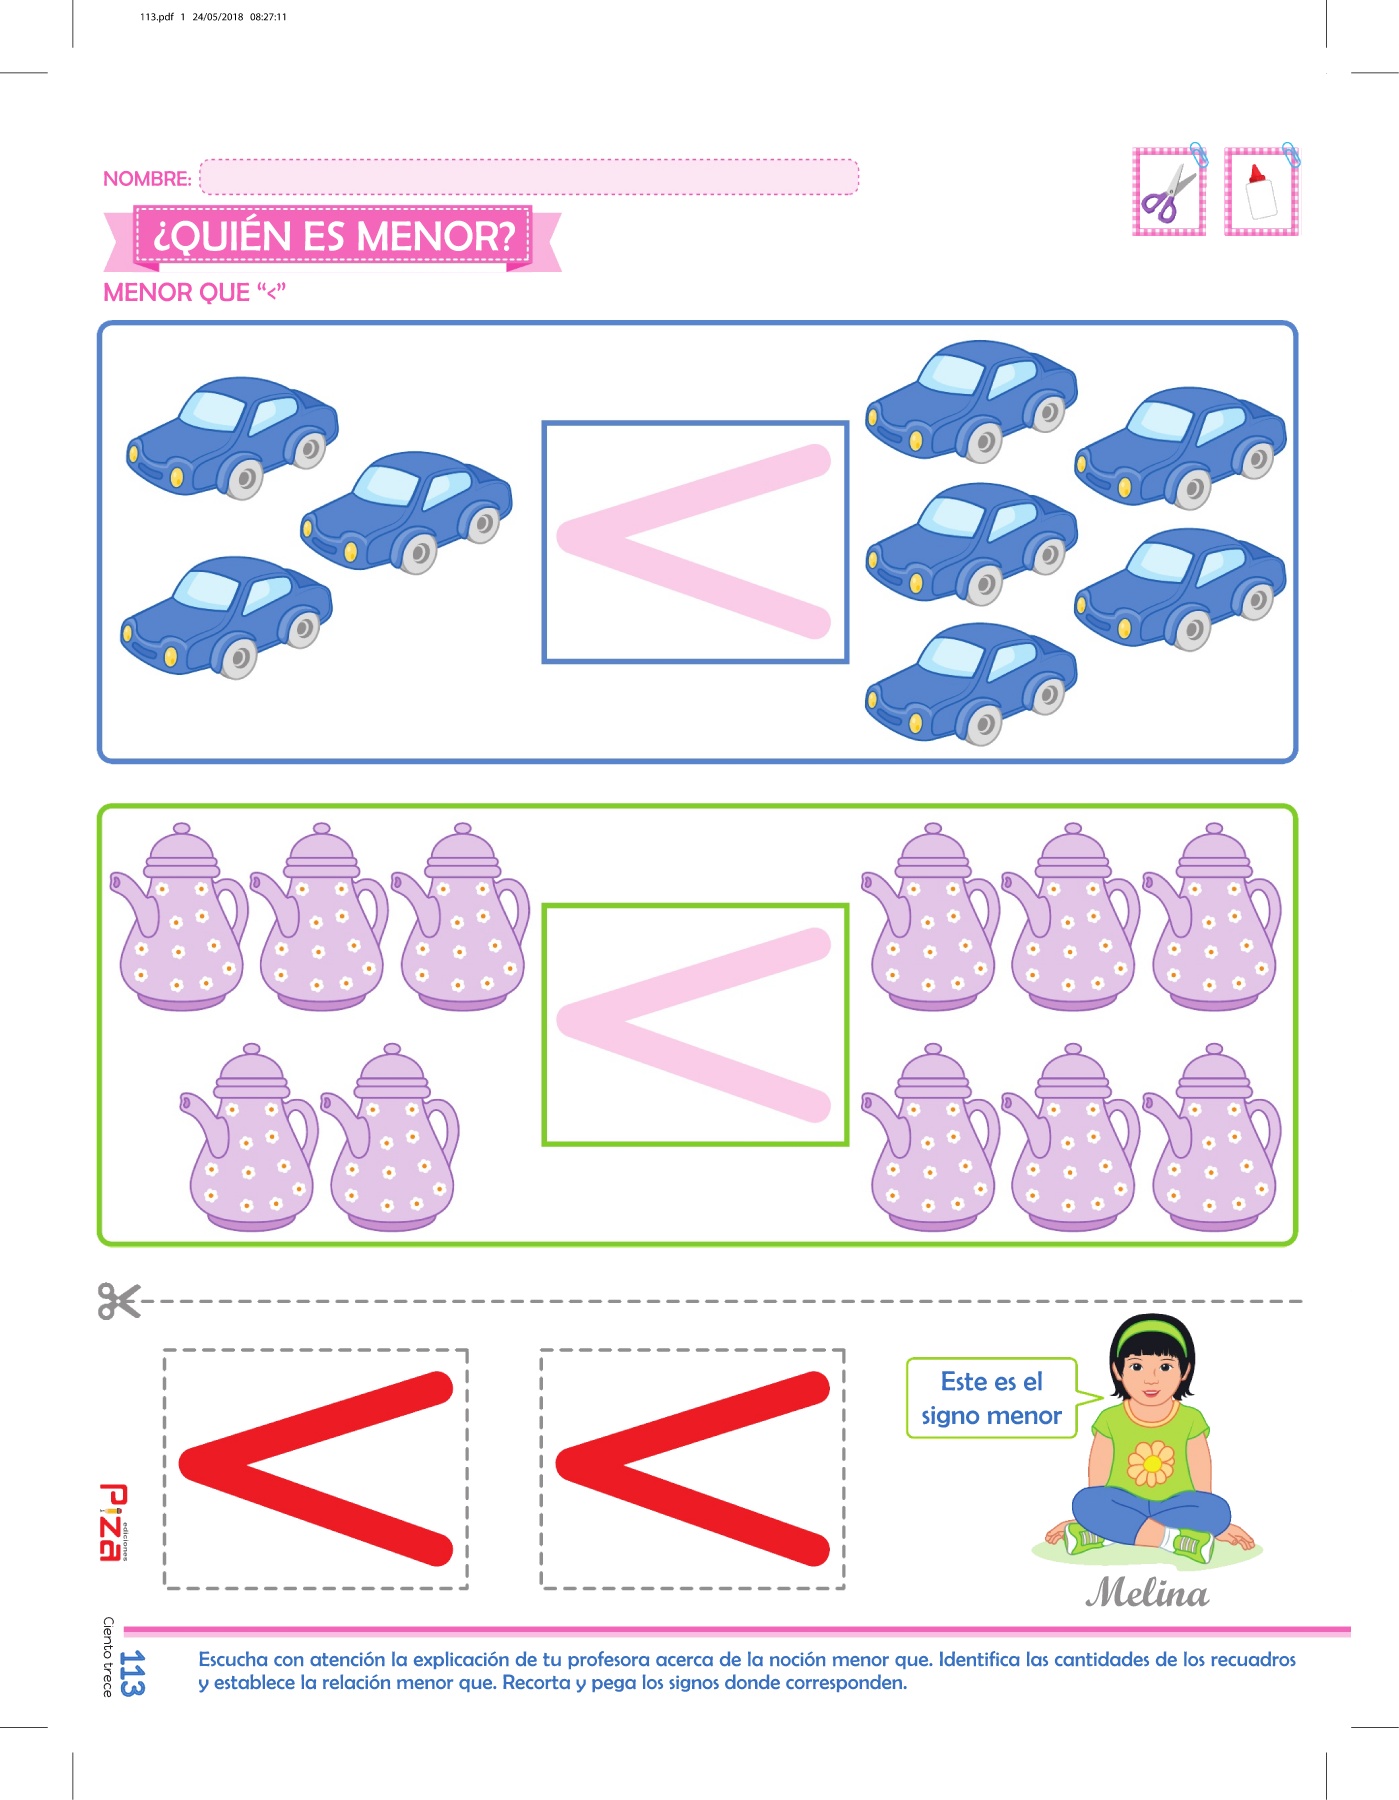 113.pdf 1 24/05/2018 08:27:11
NOMBRE:
¿QUIÉN ES MENOR?
MENOR QUE “<”
<
<
< <
Este es el
signo menor
Piza
ediciones
Melina
Ciento trece
113
Escucha con atención la explicación de tu profesora acerca de la noción menor que. Identifica las cantidades de los recuadros
y establece la relación menor que. Recorta y pega los signos donde corresponden.